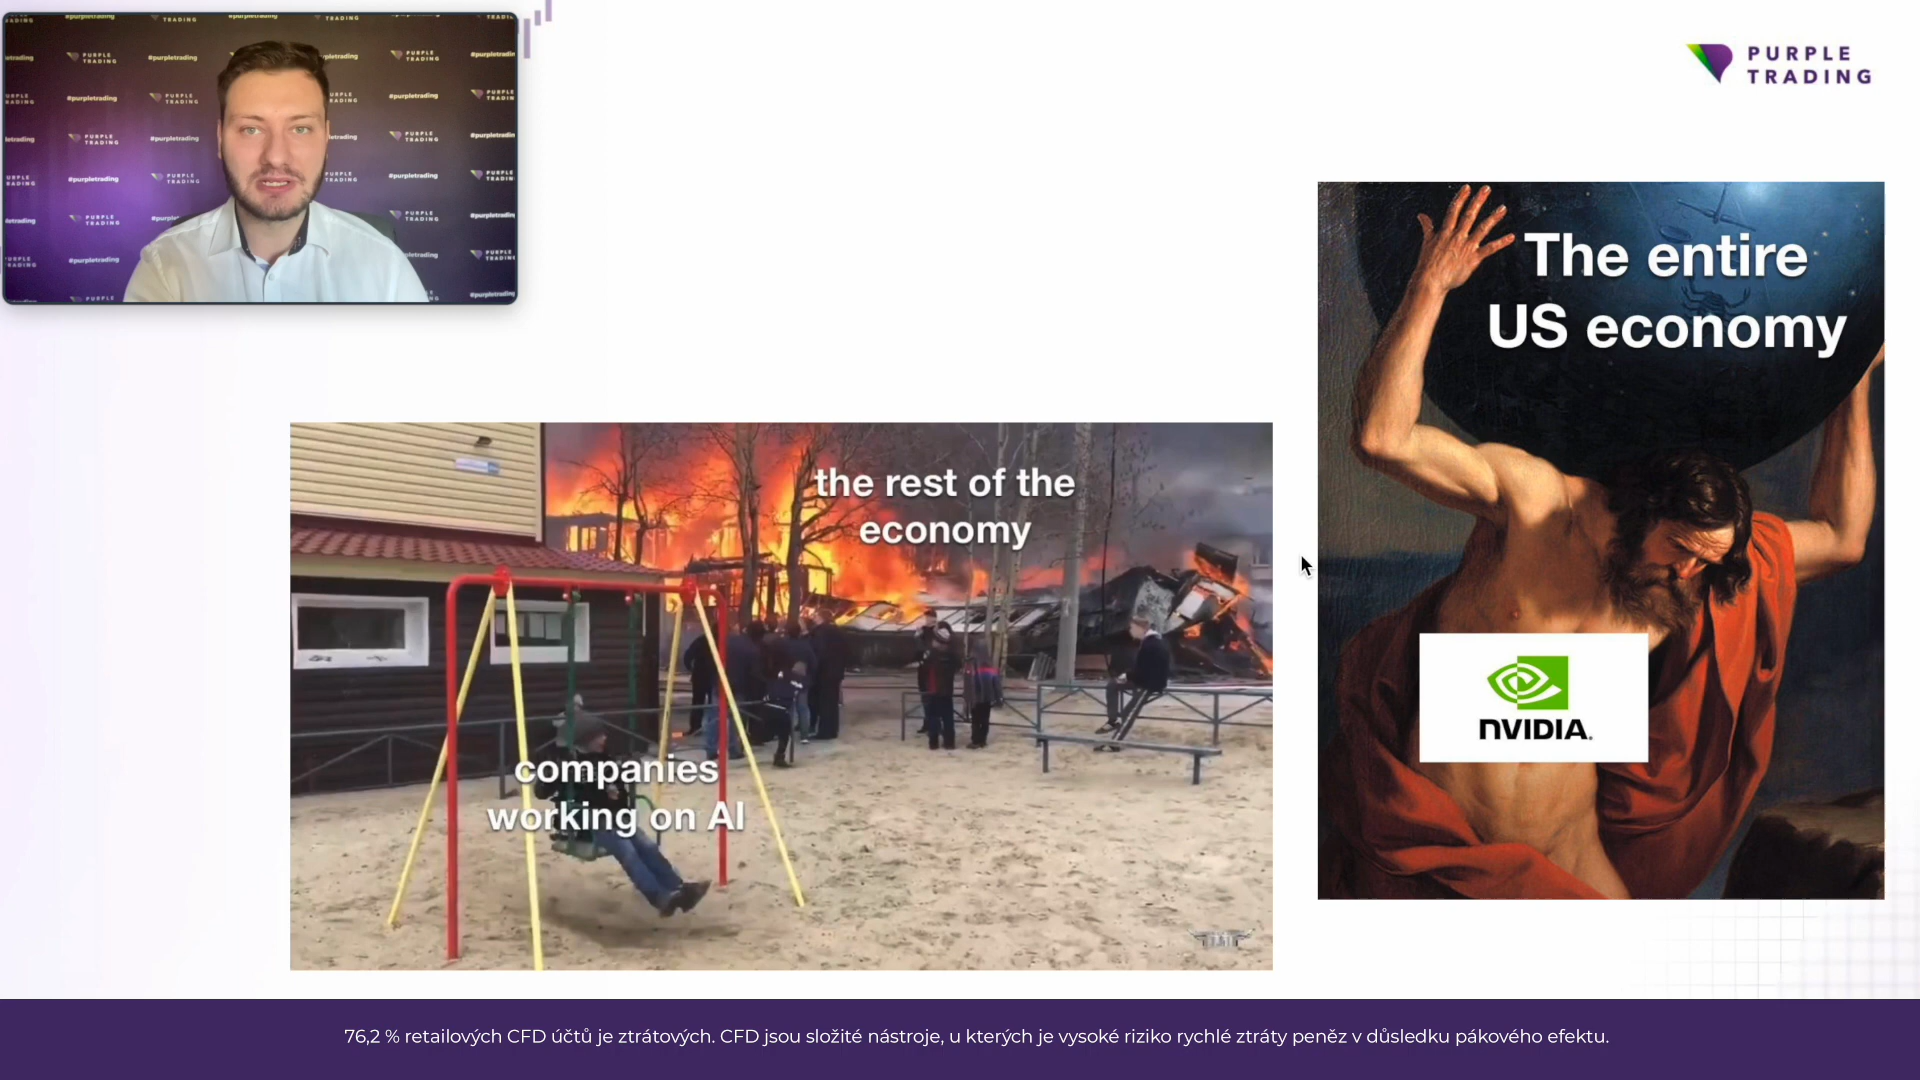 PURPLE
TRADING
#purpletrading
The entire
US economy
the rest of the
economy
companies
working on AI
NVIDIA.
76,2 % retailových CFD účtů je ztrátových. CFD jsou složité nástroje, u kterých je vysoké riziko rychlé ztráty peněz v důsledku pákového efektu.